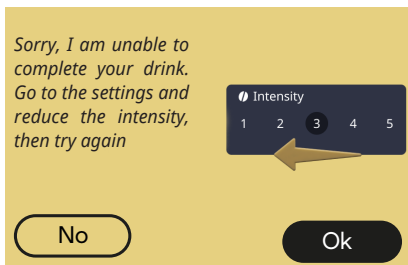 Sorry, I am unable to
complete your drink.
Go to the settings and
reduce the intensity,
then try again
Intensity
1 2 3 4 5
No
Ok